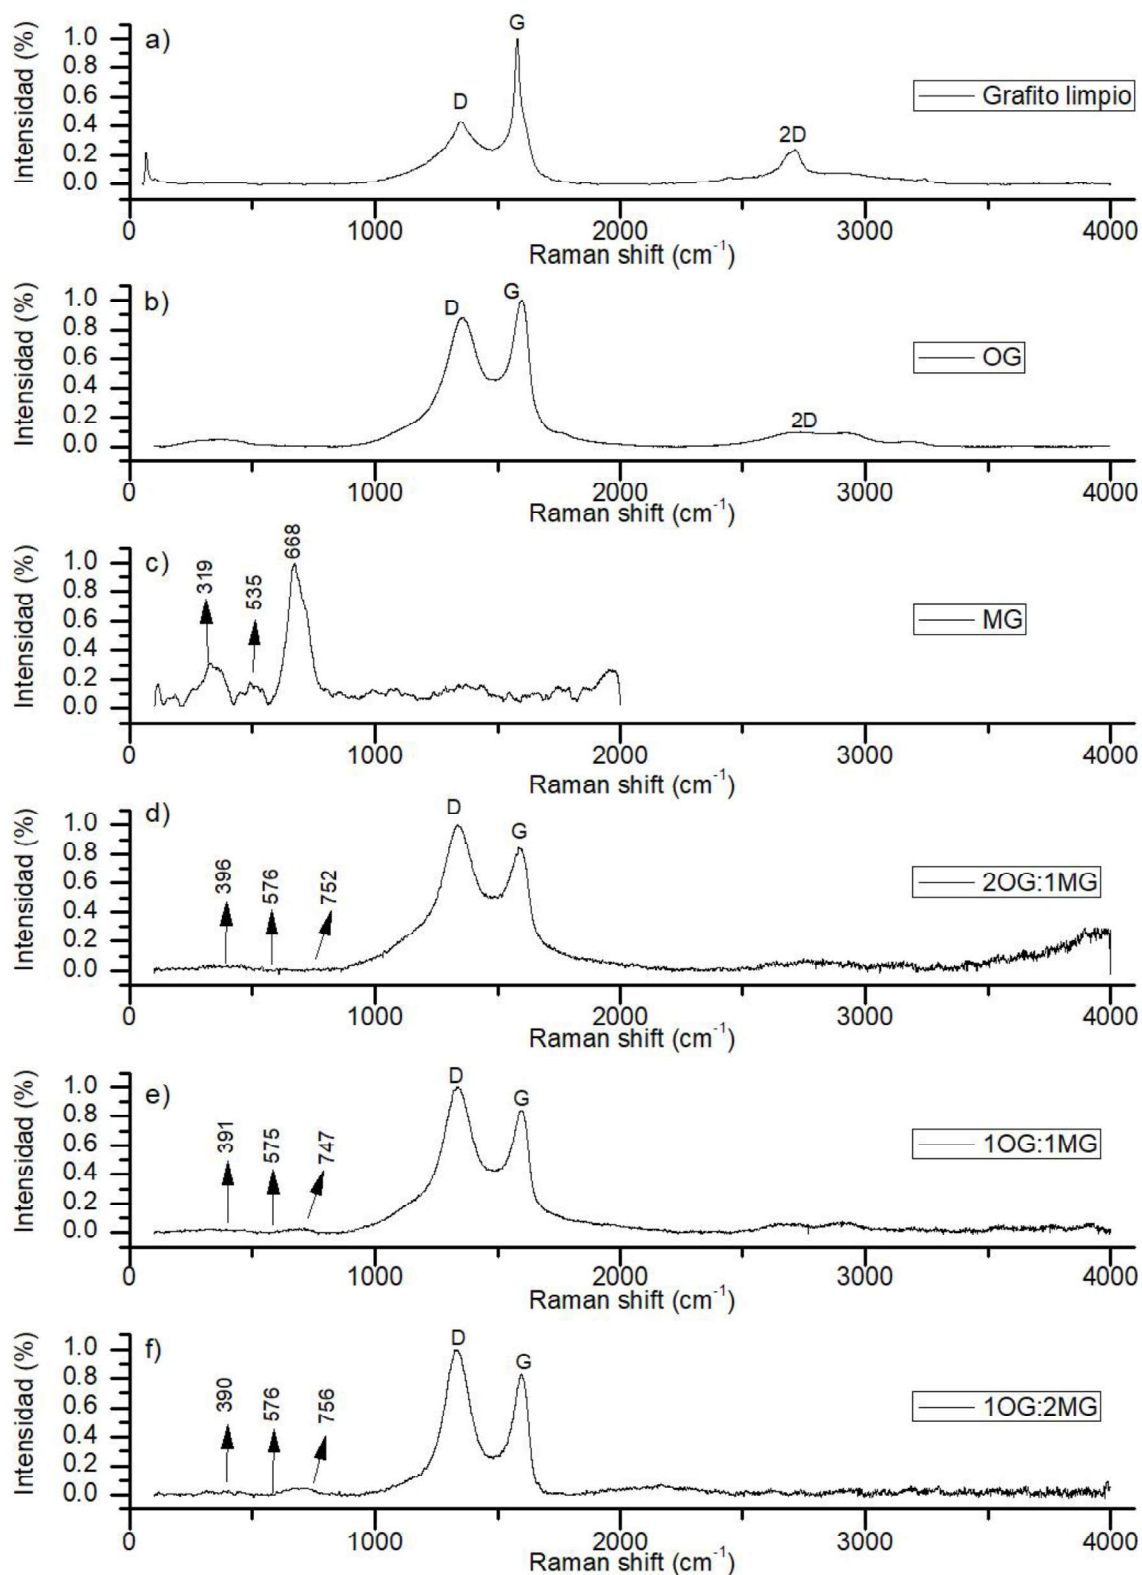 a)
Intensidad (%)
1.0
0.8
0.6
0.4
0.2
0.0
D
G
2D
Grafito limpio
0 1000 2000 3000 4000
Raman shift (cm⁻¹)
b)
Intensidad (%)
1.0
0.8
0.6
0.4
0.2
0.0
D
G
2D
OG
0 1000 2000 3000 4000
Raman shift (cm⁻¹)
c)
Intensidad (%)
1.0
0.8
0.6
0.4
0.2
0.0
319
535
668
MG
0 1000 2000 3000 4000
Raman shift (cm⁻¹)
d)
Intensidad (%)
1.0
0.8
0.6
0.4
0.2
0.0
396
576
752
D
G
2OG:1MG
0 1000 2000 3000 4000
Raman shift (cm⁻¹)
e)
Intensidad (%)
1.0
0.8
0.6
0.4
0.2
0.0
391
575
747
D
G
1OG:1MG
0 1000 2000 3000 4000
Raman shift (cm⁻¹)
f)
Intensidad (%)
1.0
0.8
0.6
0.4
0.2
0.0
390
576
756
D
G
1OG:2MG
0 1000 2000 3000 4000
Raman shift (cm⁻¹)